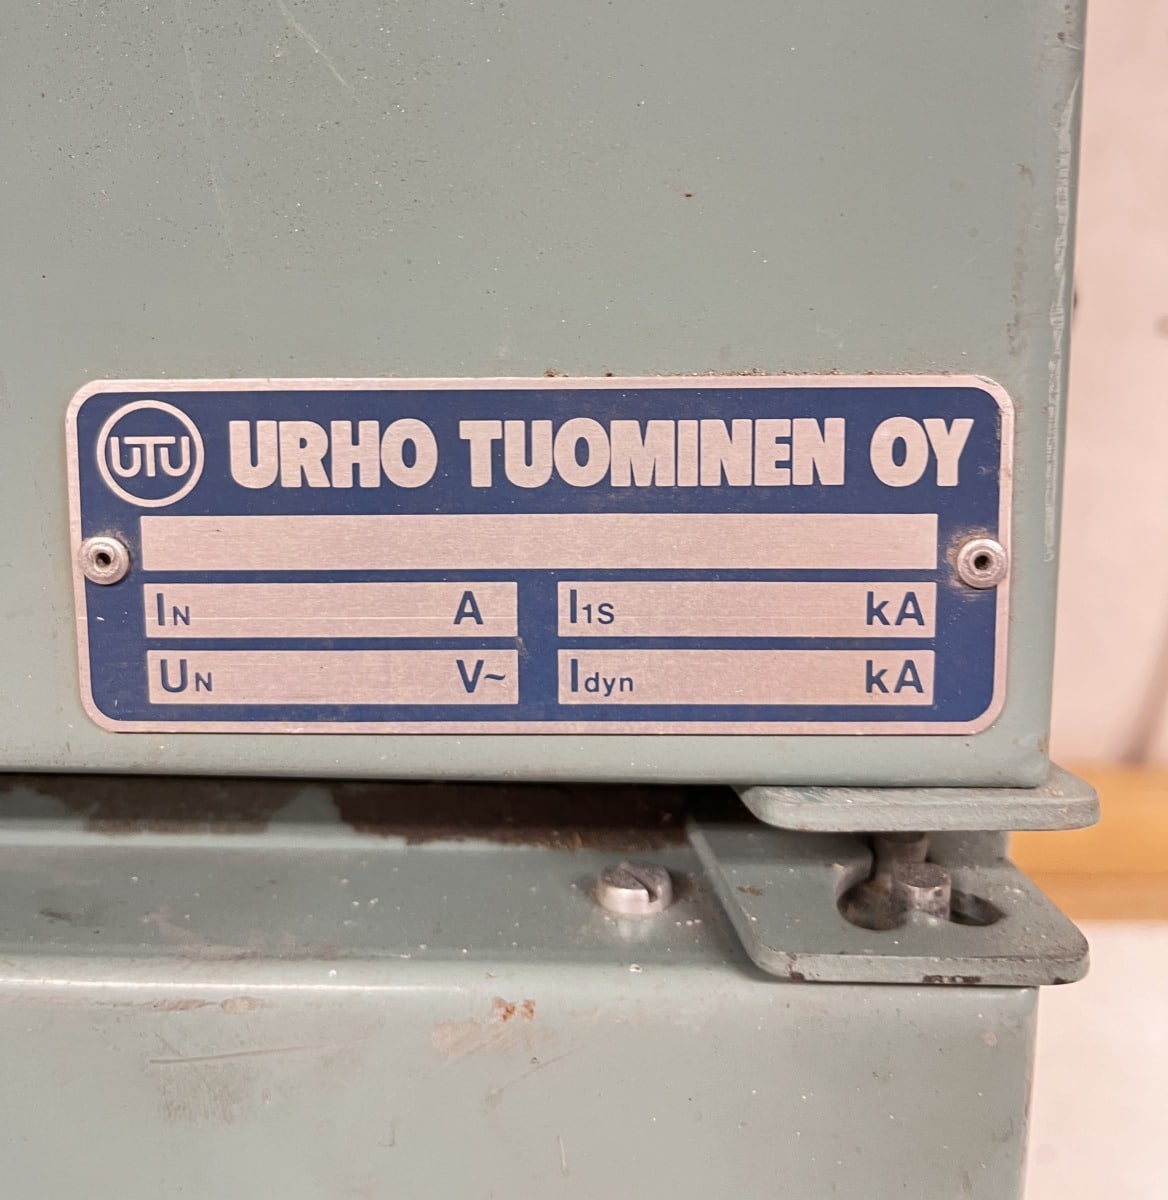 UTU URHO TUOMINEN OY
IN A I1S kA
UN V~ Idyn kA